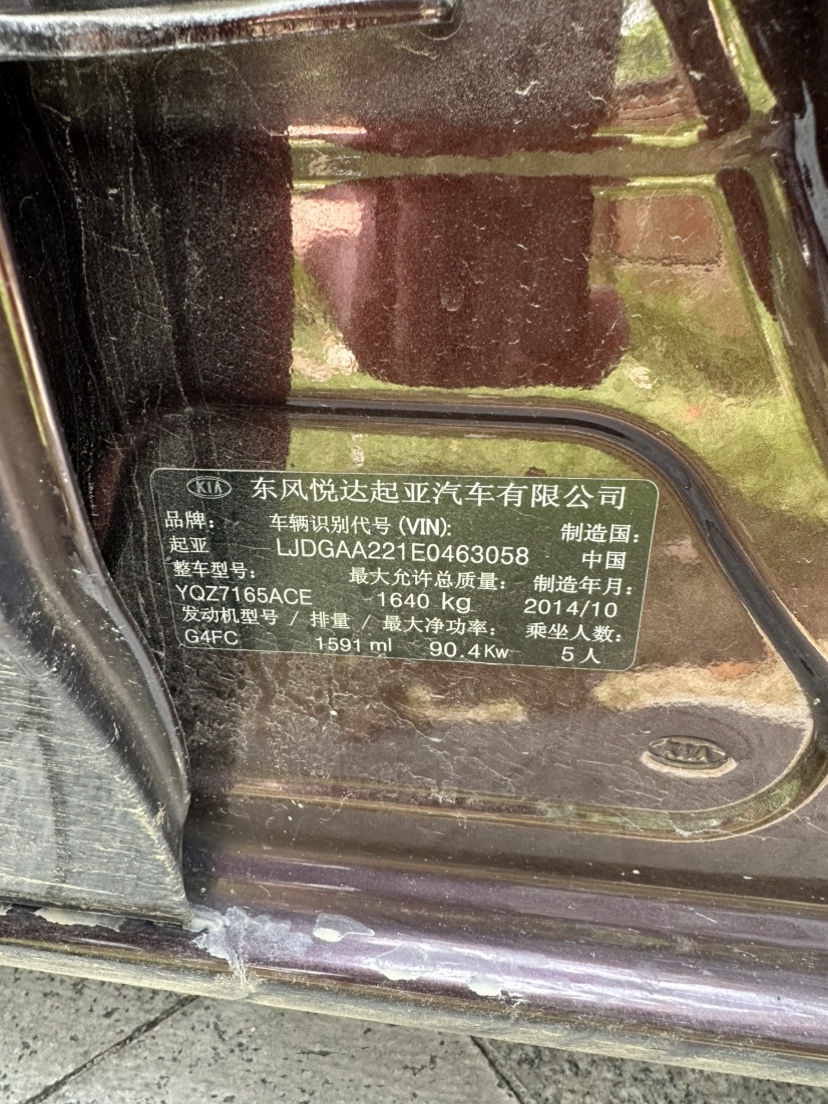 KIA 东风悦达起亚汽车有限公司
品牌： 车辆识别代号 (VIN): 制造国：
起亚 LJDGAA221E0463058 中国
整车型号： 最大允许总质量： 制造年月：
YQZ7165ACE 1640 kg 2014/10
发动机型号 / 排量 / 最大净功率： 乘坐人数：
G4FC 1591 ml 90.4Kw 5人
KIA